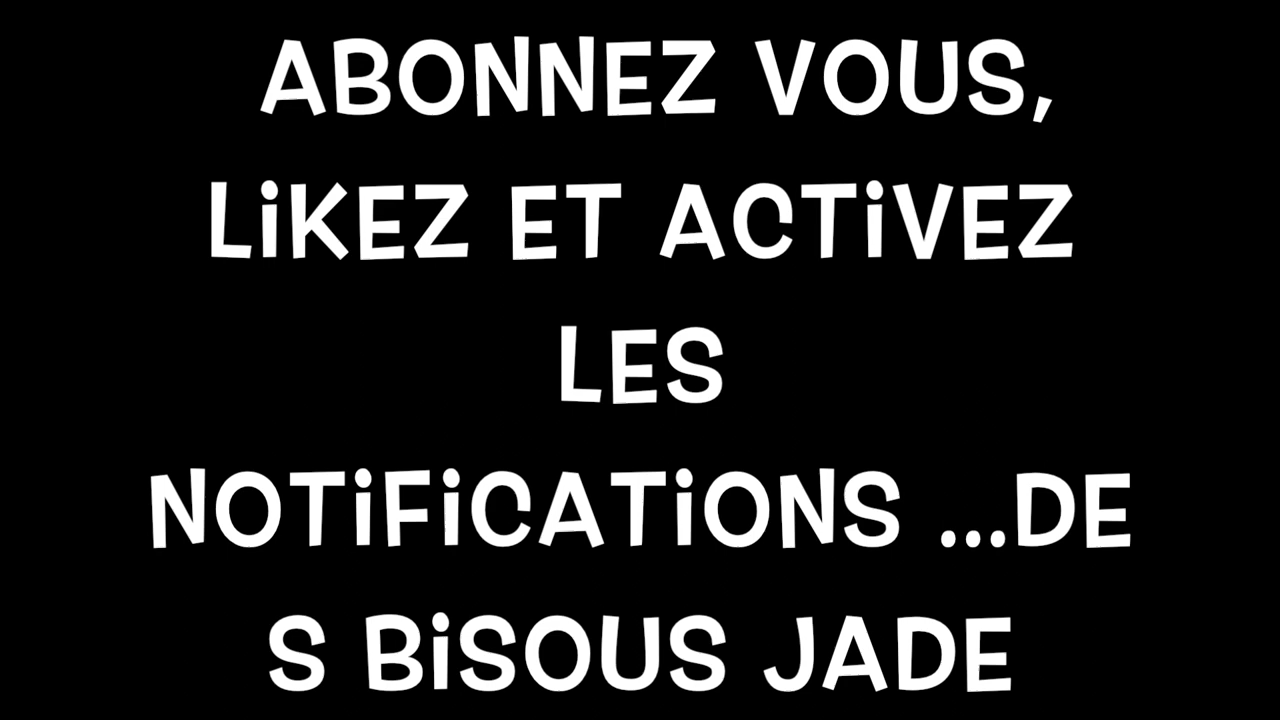 ABONNEZ VOUS,
LiKEZ ET ACTiVEZ
LES
NOTiFiCATiONS ...DE
S BiSOUS JADE